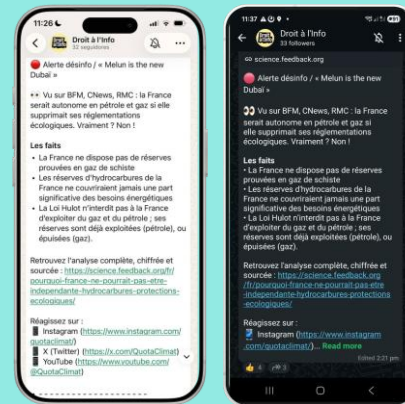 11:26
Droit à l'Info
32 seguidores
🔴 Alerte désinfo / « Melun is the new
Dubaï »
👀 Vu sur BFM, CNews, RMC : la France
serait autonome en pétrole et gaz si elle
supprimait ses réglementations
écologiques. Vraiment ? Non !
Les faits
• La France ne dispose pas de réserves
prouvées en gaz de schiste
• Les réserves d'hydrocarbures de la
France ne couvriraient jamais une part
significative des besoins énergétiques
• La Loi Hulot n'interdit pas à la France
d'exploiter du gaz et du pétrole ; ses
réserves sont déjà exploitées (pétrole), ou
épuisées (gaz).
Retrouvez l'analyse complète, chiffrée et
sourcée : https://science.feedback.org/fr/
pourquoi-france-ne-pourrait-pas-etre-
independante-hydrocarbures-protections-
ecologiques/
Réagissez sur :
Instagram (https://www.instagram.com/
quotaclimat/)
X (Twitter) (https://x.com/QuotaClimat)
YouTube (https://www.youtube.com/
@QuotaClimat)
11:37
Droit à l'Info
33 followers
science.feedback.org
🔴 Alerte désinfo / « Melun is the new
Dubaï »
👀 Vu sur BFM, CNews, RMC : la France
serait autonome en pétrole et gaz si
elle supprimait ses réglementations
écologiques. Vraiment ? Non !
Les faits
• La France ne dispose pas de réserves
prouvées en gaz de schiste
• Les réserves d'hydrocarbures de la
France ne couvriraient jamais une part
significative des besoins énergétiques
• La Loi Hulot n'interdit pas à la France
d'exploiter du gaz et du pétrole ; ses
réserves sont déjà exploitées (pétrole), ou
épuisées (gaz).
Retrouvez l'analyse complète, chiffrée et
sourcée : https://science.feedback.org
/fr/pourquoi-france-ne-pourrait-pas-etre
-independante-hydrocarbures-protections
-ecologiques/
Réagissez sur :
Instagram (https://www.instagram
.com/quotaclimat/)... Read more
Edited 2:21 pm